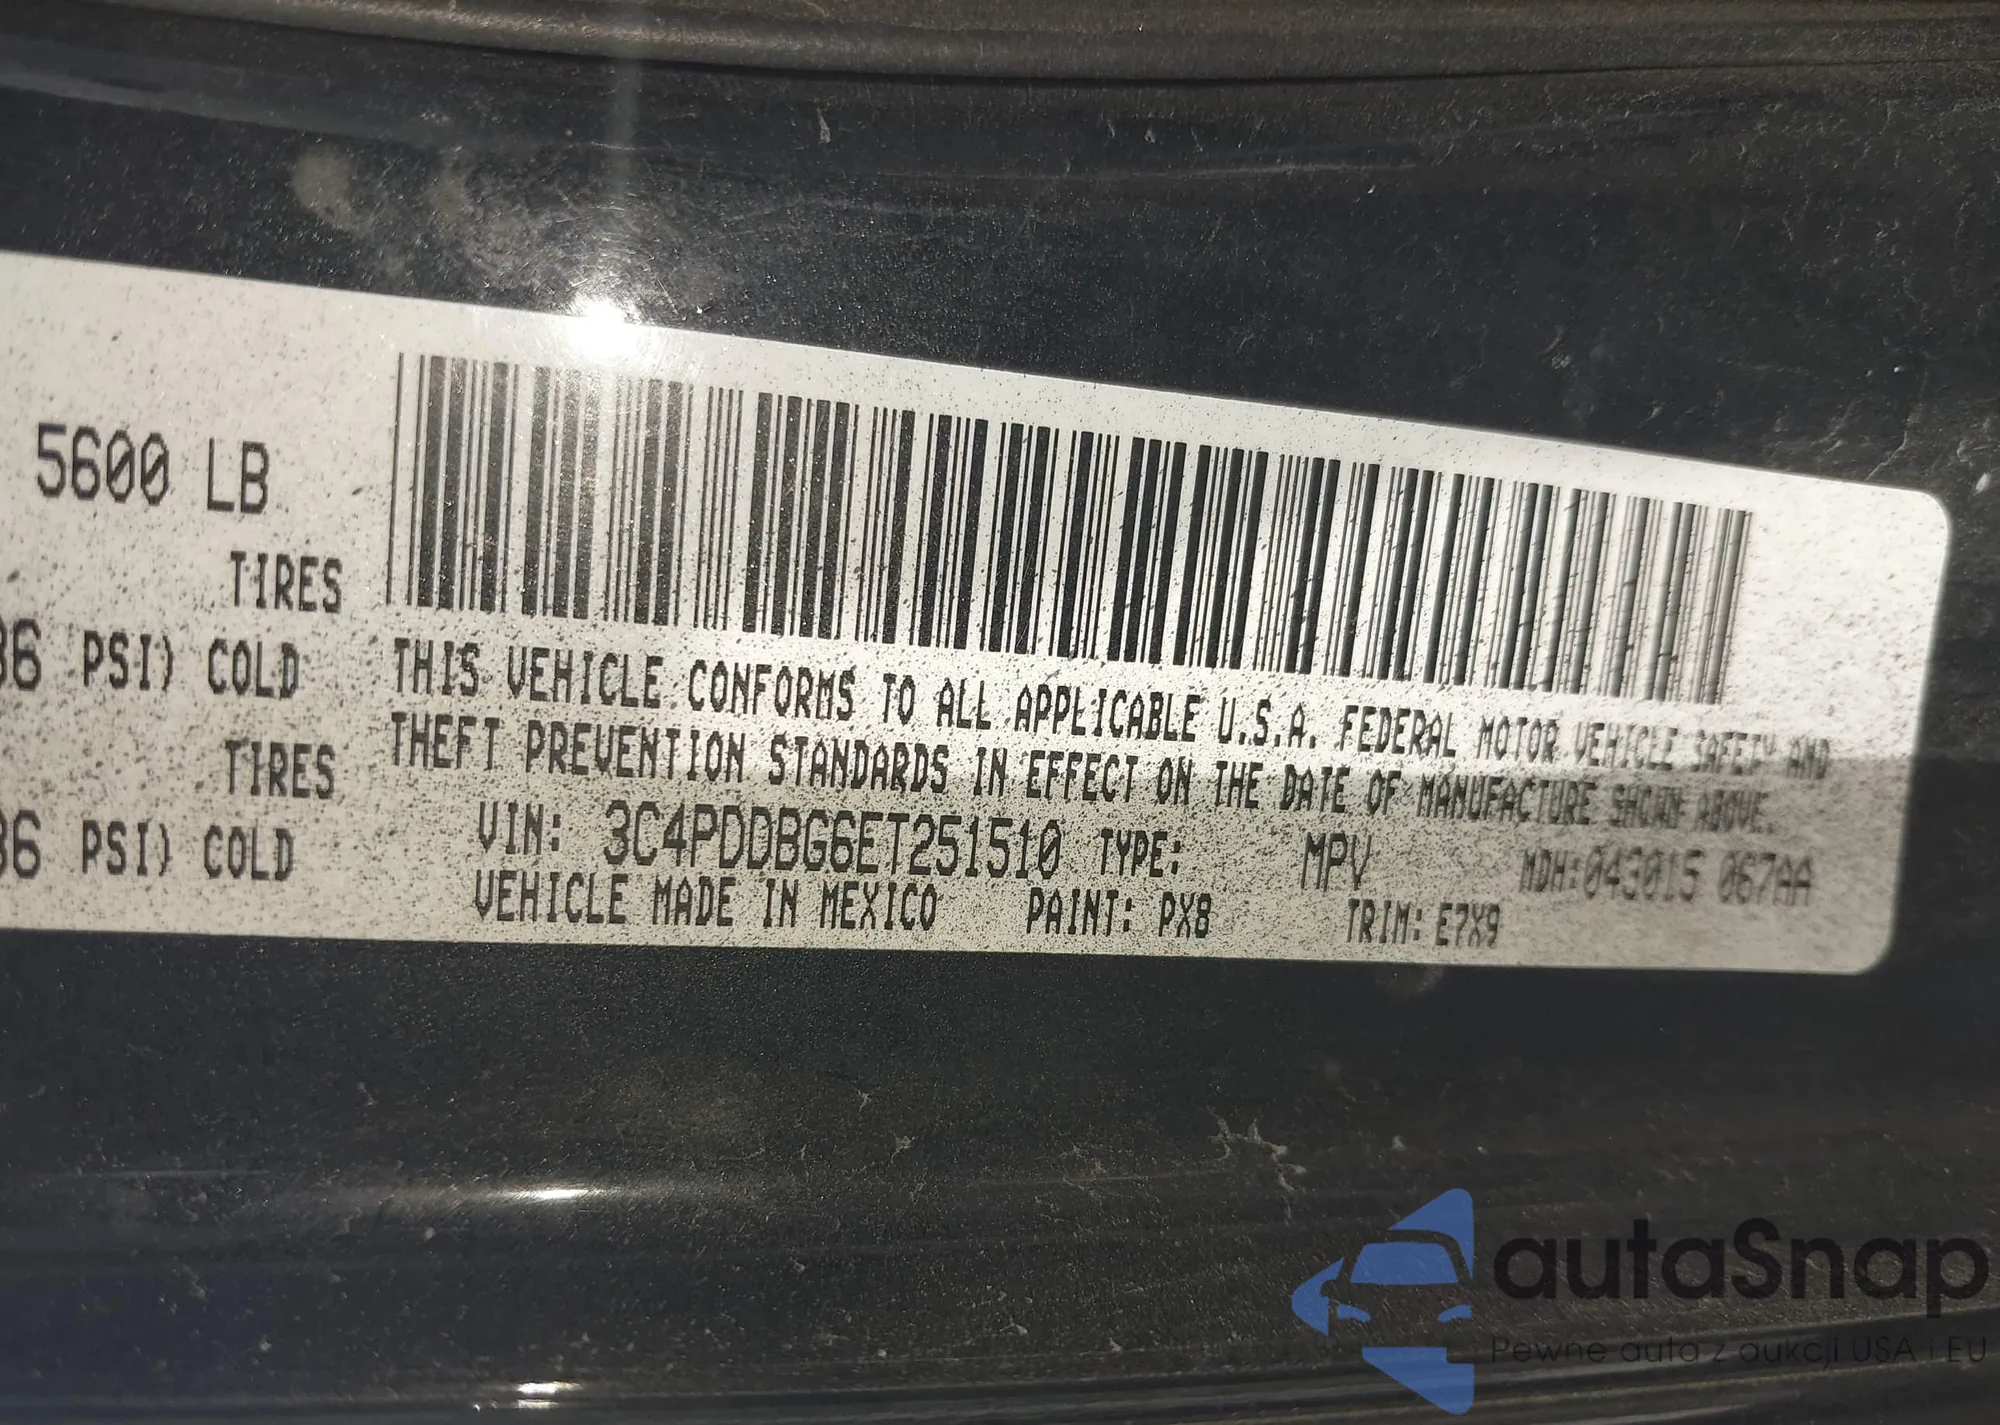 5600 LB
TIRES
36 PSI) COLD
TIRES
36 PSI) COLD
THIS VEHICLE CONFORMS TO ALL APPLICABLE U.S.A. FEDERAL MOTOR VEHICLE SAFETY AND
THEFT PREVENTION STANDARDS IN EFFECT ON THE DATE OF MANUFACTURE SHOWN ABOVE.
VIN: 3C4PDDBG6ET251510 TYPE: MPV MDH:043015 067AA
VEHICLE MADE IN MEXICO PAINT: PX8 TRIM: E7X9
autaSnap
Pewne auta z aukcji USA i EU